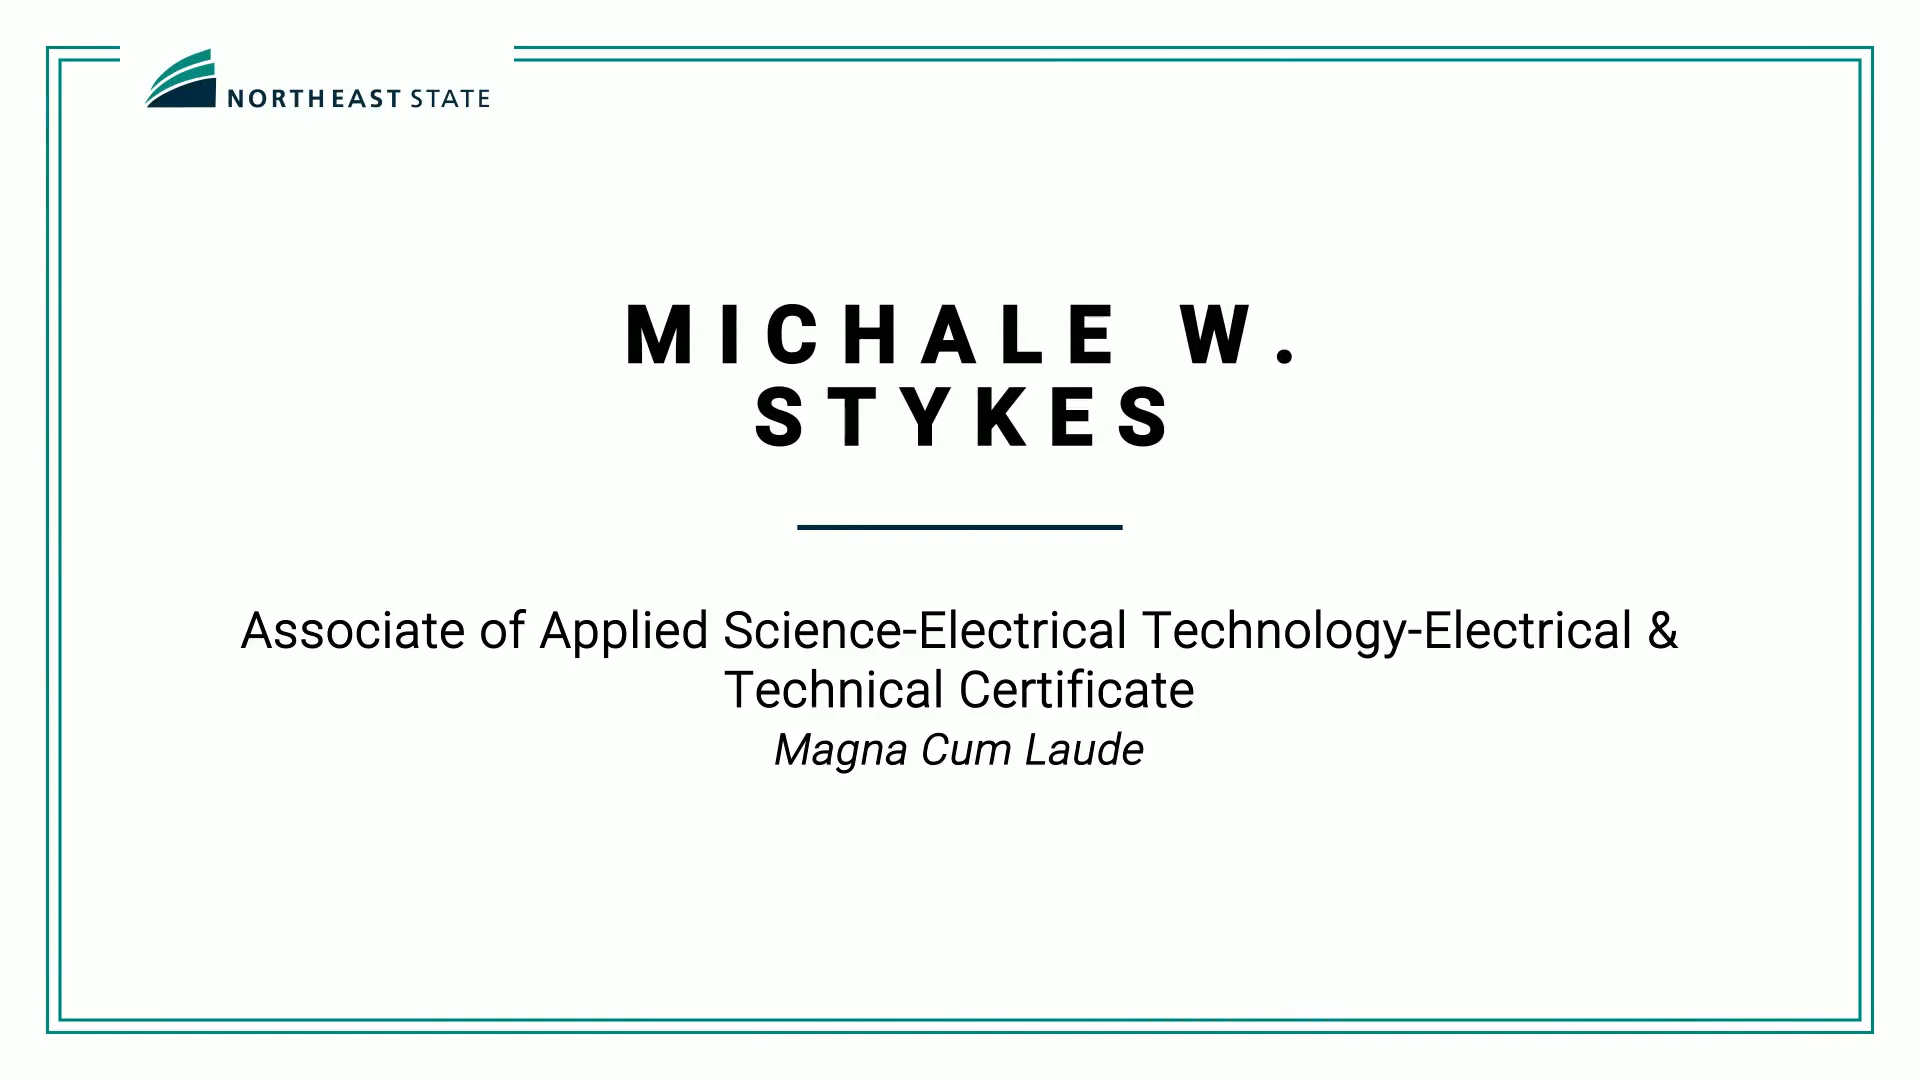 NORTHEAST STATE
MICHALE W.
STYKES
Associate of Applied Science-Electrical Technology-Electrical &
Technical Certificate
Magna Cum Laude